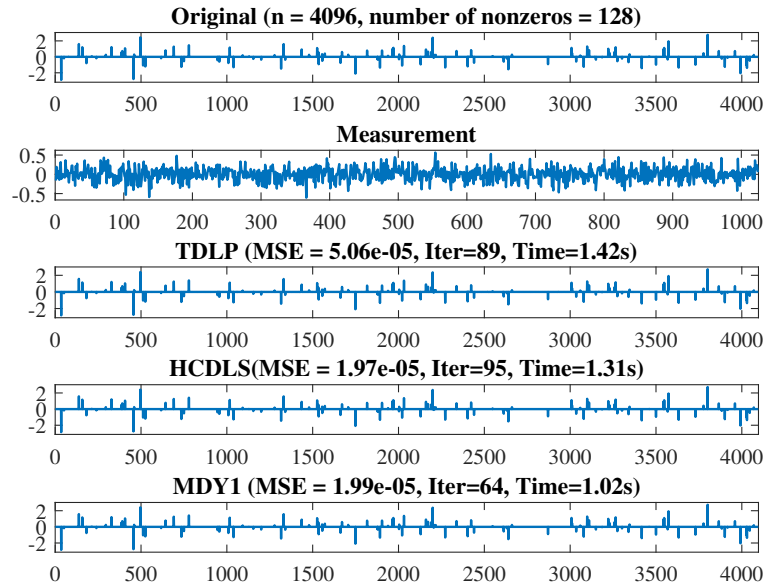 Original (n = 4096, number of nonzeros = 128)
2
0
-2
0 500 1000 1500 2000 2500 3000 3500 4000
Measurement
0.5
0
-0.5
0 100 200 300 400 500 600 700 800 900 1000
TDLP (MSE = 5.06e-05, Iter=89, Time=1.42s)
2
0
-2
0 500 1000 1500 2000 2500 3000 3500 4000
HCDLS(MSE = 1.97e-05, Iter=95, Time=1.31s)
2
0
-2
0 500 1000 1500 2000 2500 3000 3500 4000
MDY1 (MSE = 1.99e-05, Iter=64, Time=1.02s)
2
0
-2
0 500 1000 1500 2000 2500 3000 3500 4000